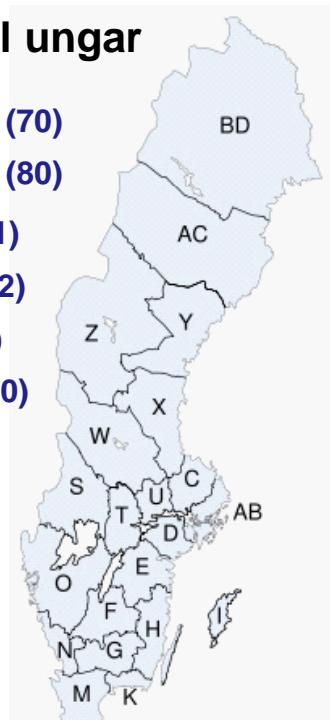 l ungar
(70)
(80)
1)
2)
)
0)
BD
AC
Z
Y
X
W
S
T
U
C
D
AB
E
O
F
H
I
N
G
M
K